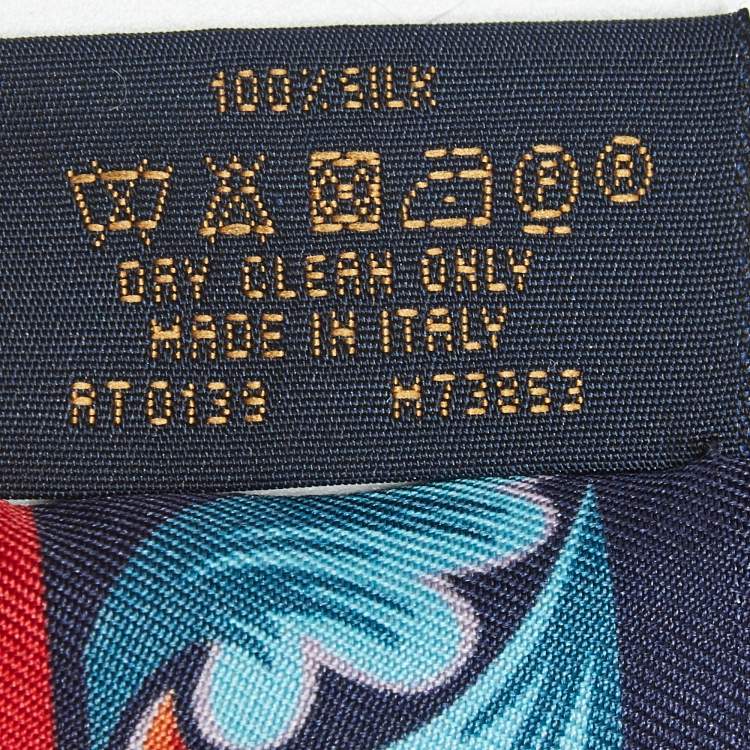 100% SILK
P R
DRY CLEAN ONLY
MADE IN ITALY
AT0139 M73853